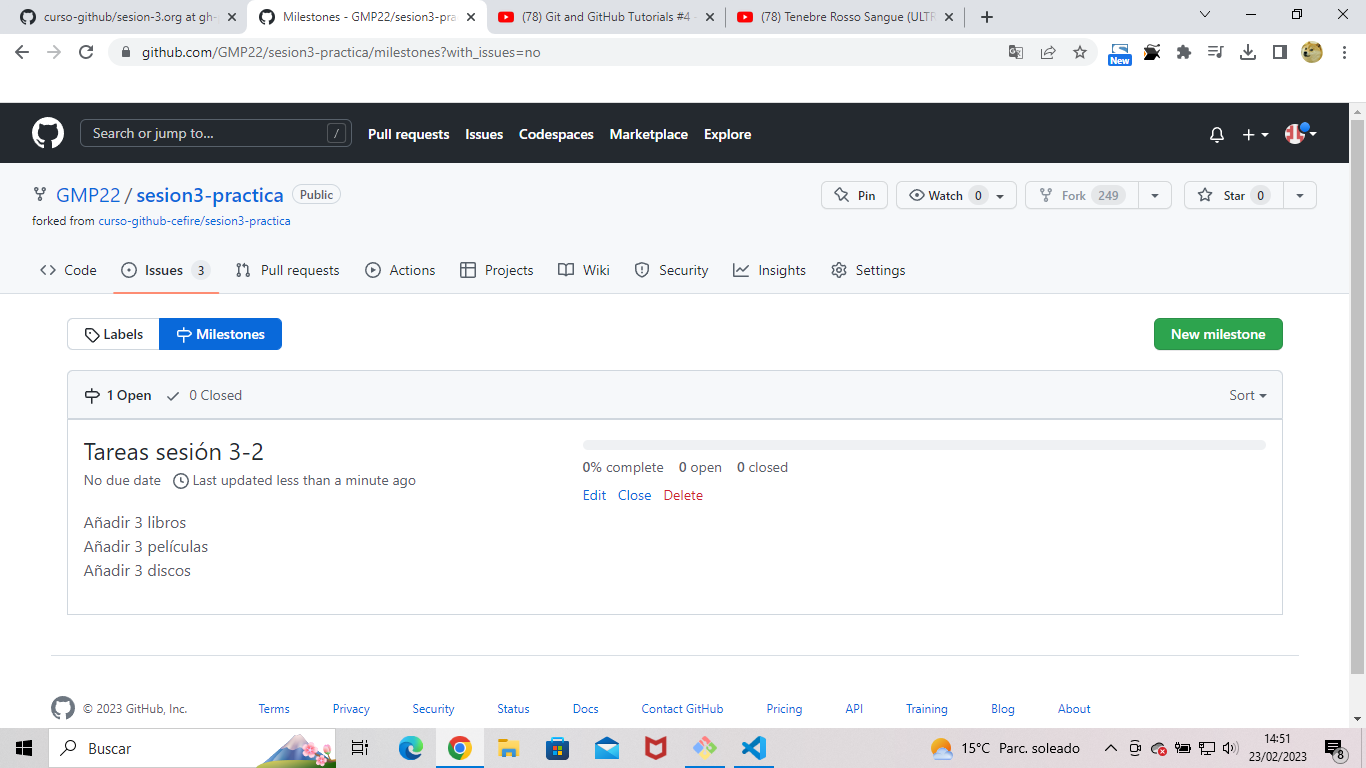 curso-github/sesion-3.org at gh-
Milestones - GMP22/sesion3-pra
(78) Git and GitHub Tutorials #4 -
(78) Tenebre Rosso Sangue (ULTR
github.com/GMP22/sesion3-practica/milestones?with_issues=no
New
Search or jump to...
/
Pull requests
Issues
Codespaces
Marketplace
Explore
GMP22 / sesion3-practica
Public
Pin
Watch 0
Fork 249
Star 0
forked from curso-github-cefire/sesion3-practica
Code
Issues 3
Pull requests
Actions
Projects
Wiki
Security
Insights
Settings
Labels
Milestones
New milestone
1 Open
0 Closed
Sort
Tareas sesión 3-2
No due date
Last updated less than a minute ago
0% complete 0 open 0 closed
Edit Close Delete
Añadir 3 libros
Añadir 3 películas
Añadir 3 discos
© 2023 GitHub, Inc.
Terms
Privacy
Security
Status
Docs
Contact GitHub
Pricing
API
Training
Blog
About
Buscar
15°C Parc. soleado
14:51
23/02/2023
8